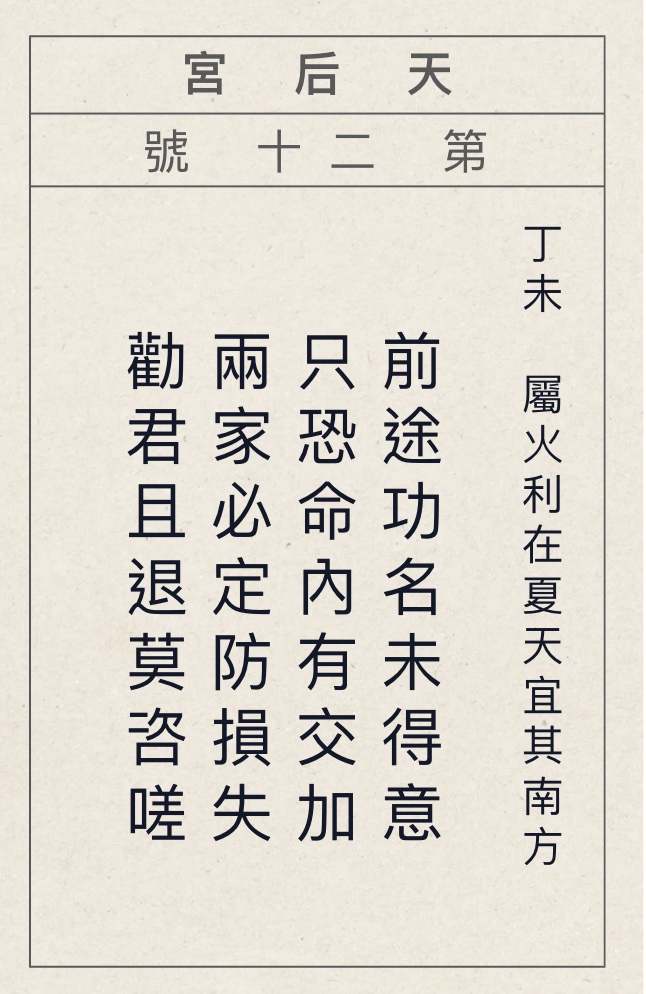 天后宮
第二十號
丁未 屬火利在夏天宜其南方
前途功名未得意
只恐命內有交加
兩家必定防損失
勸君且退莫咨嗟